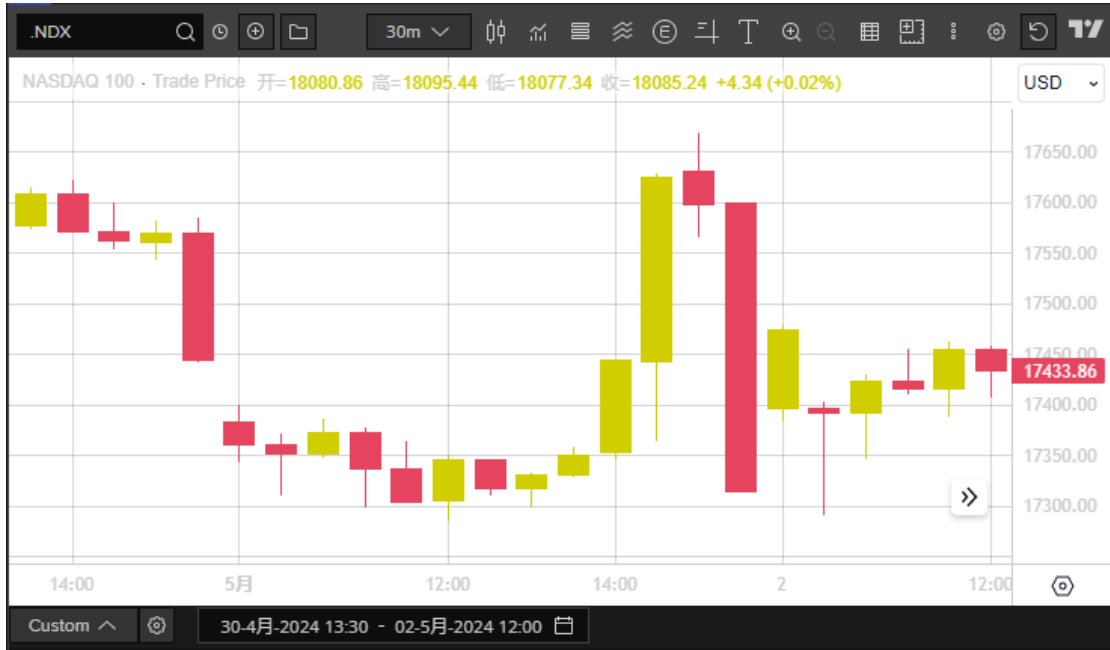 .NDX 30m E T
NASDAQ 100 - Trade Price 开=18080.86 高=18095.44 低=18077.34 收=18085.24 +4.34 (+0.02%) USD
17650.00
17600.00
17550.00
17500.00
17450.00
17433.86
17400.00
17350.00
17300.00
14:00 5月 12:00 14:00 2 12:00
Custom 30-4月-2024 13:30 - 02-5月-2024 12:00